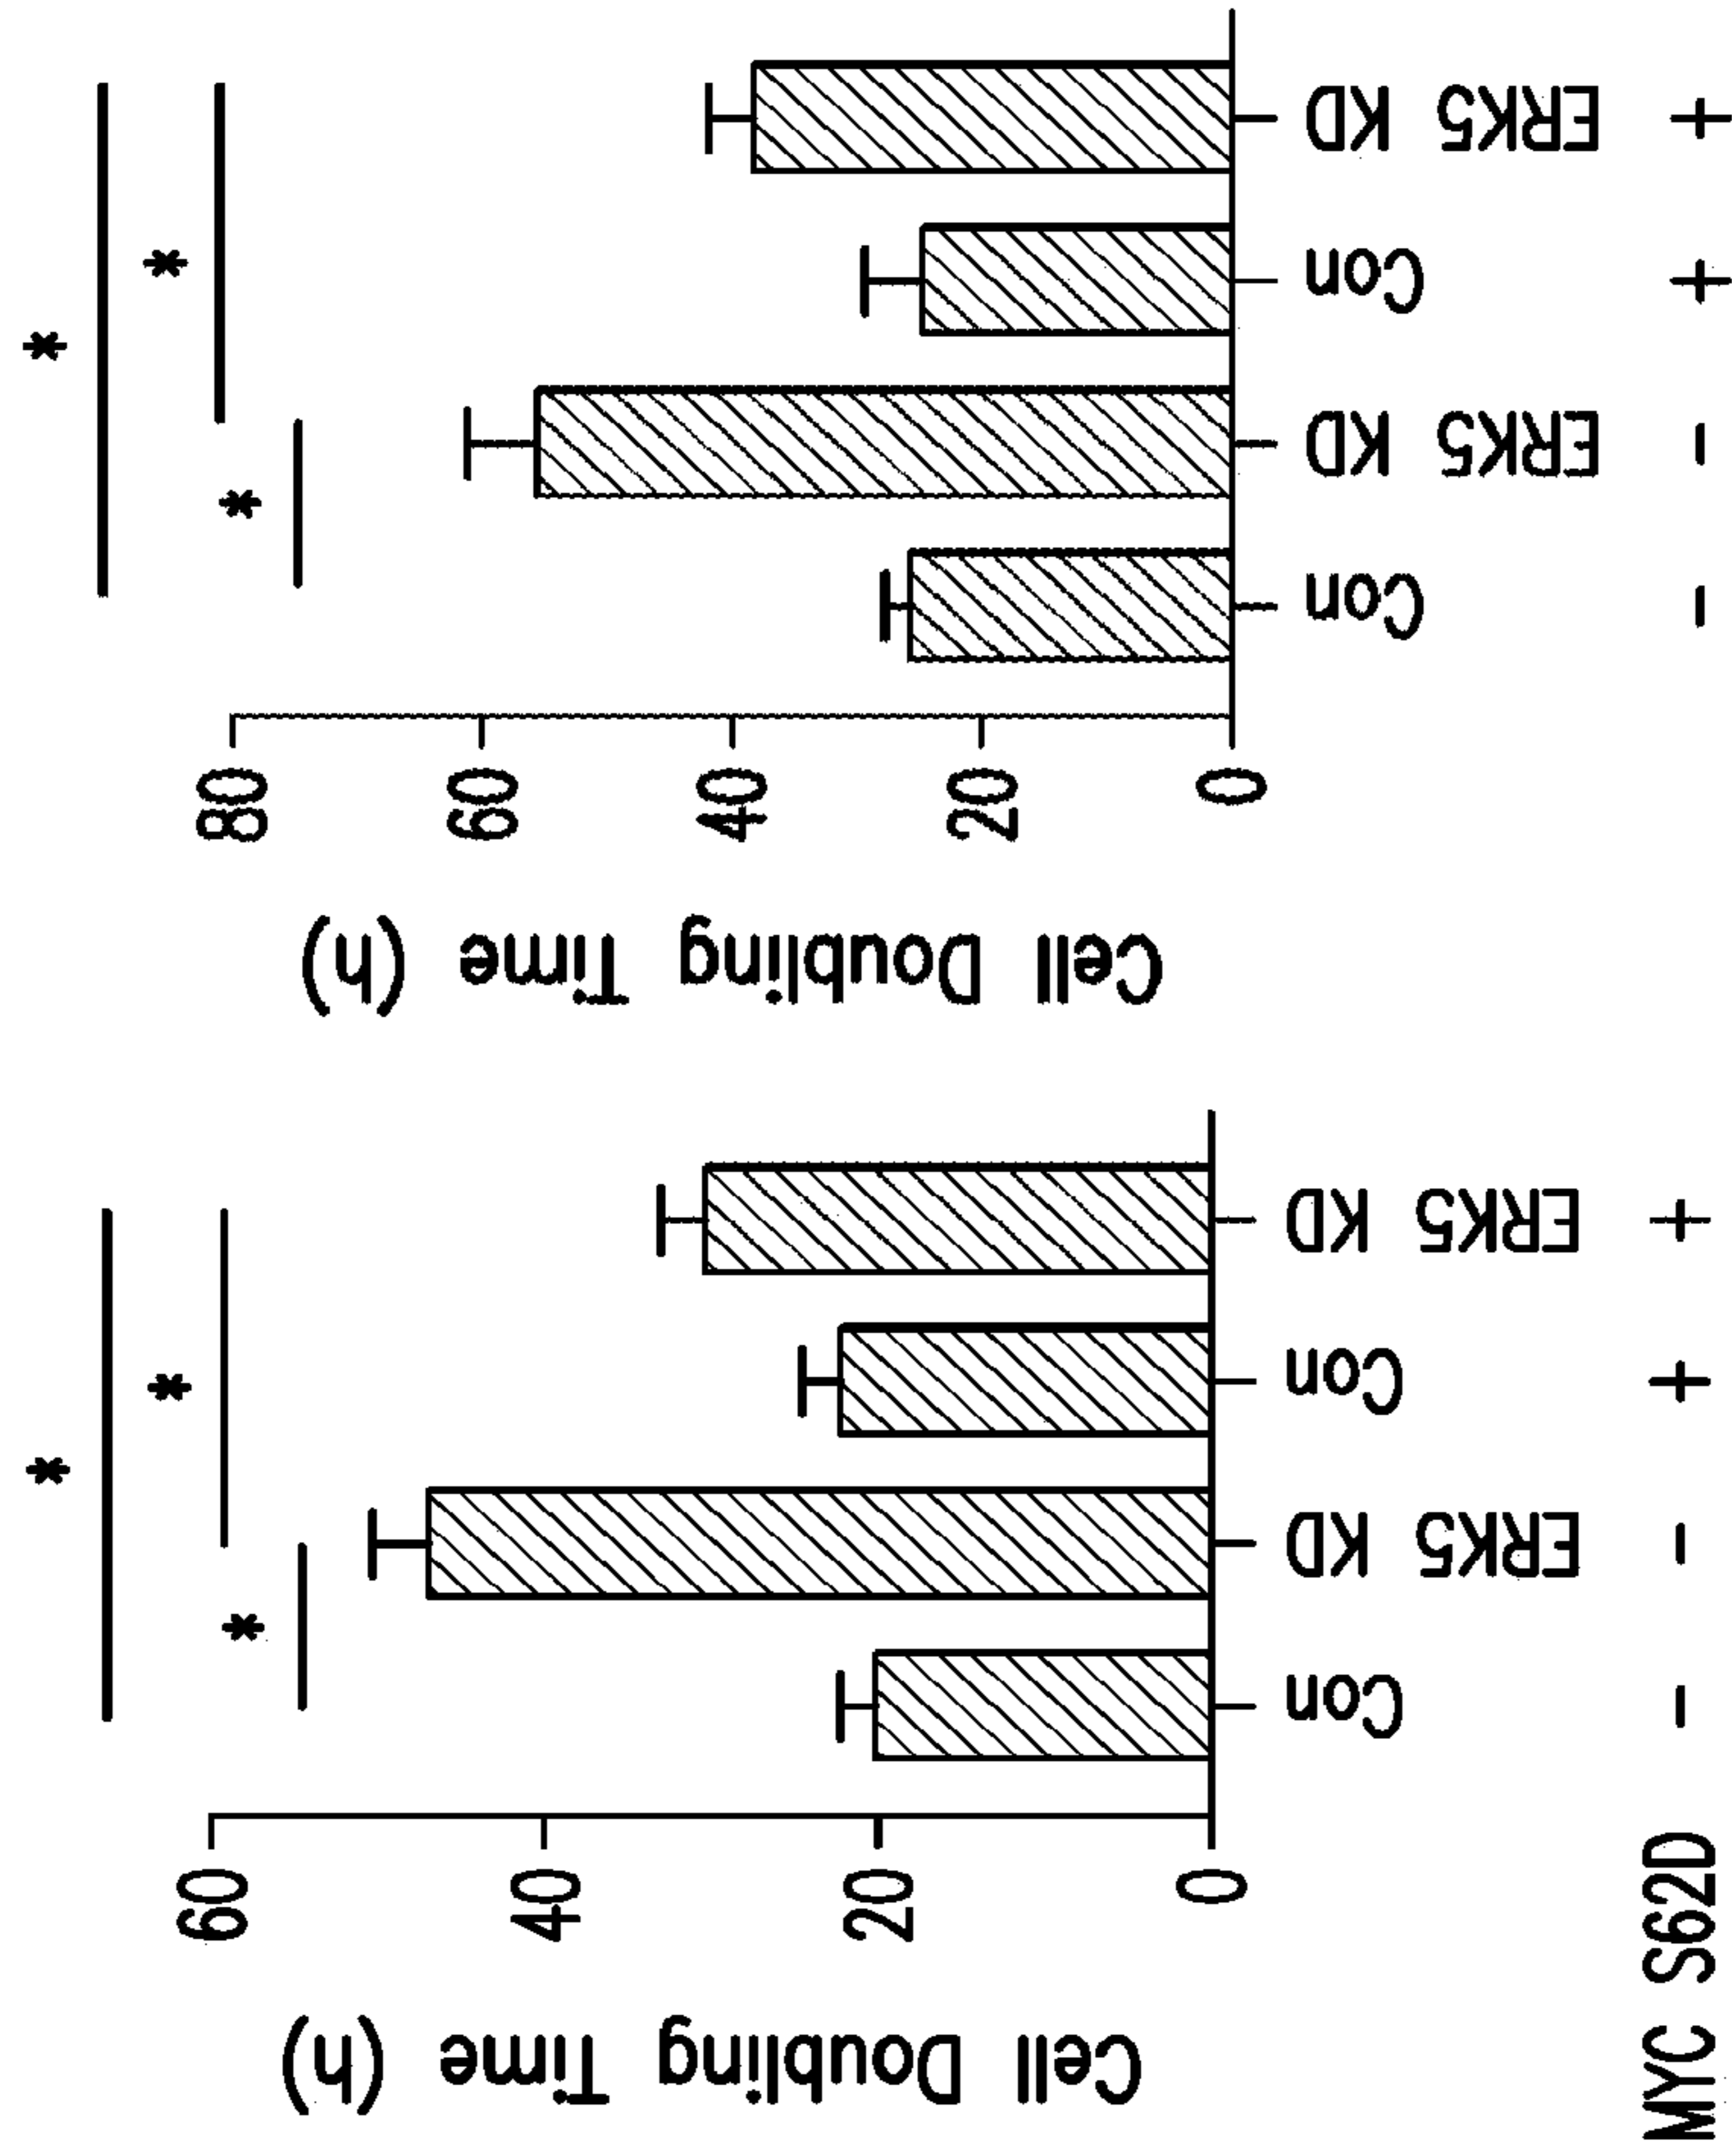 Cell Doubling Time (h)
60
40
20
0
Con ERK5 KD Con ERK5 KD
MYC S62D - - + +
*
*
*
Cell Doubling Time (h)
80
60
40
20
0
Con ERK5 KD Con ERK5 KD
- - + +
*
*
*